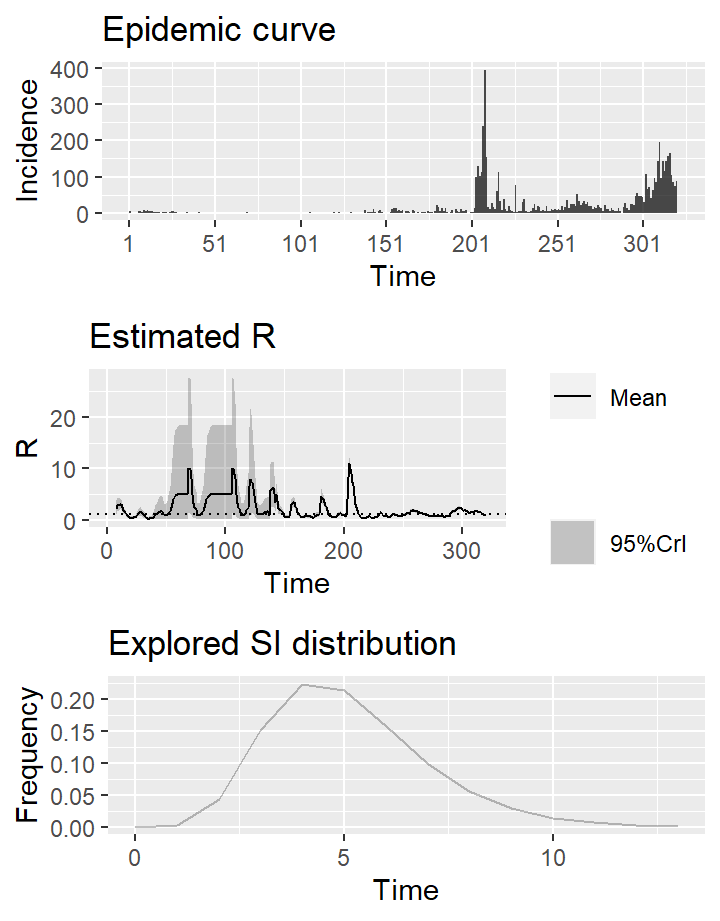 Epidemic curve
400
300
200
100
0
Incidence
1 51 101 151 201 251 301
Time
Estimated R
20
10
0
R
0 100 200 300
Time
Mean
95%CrI
Explored SI distribution
0.20
0.15
0.10
0.05
0.00
Frequency
0 5 10
Time